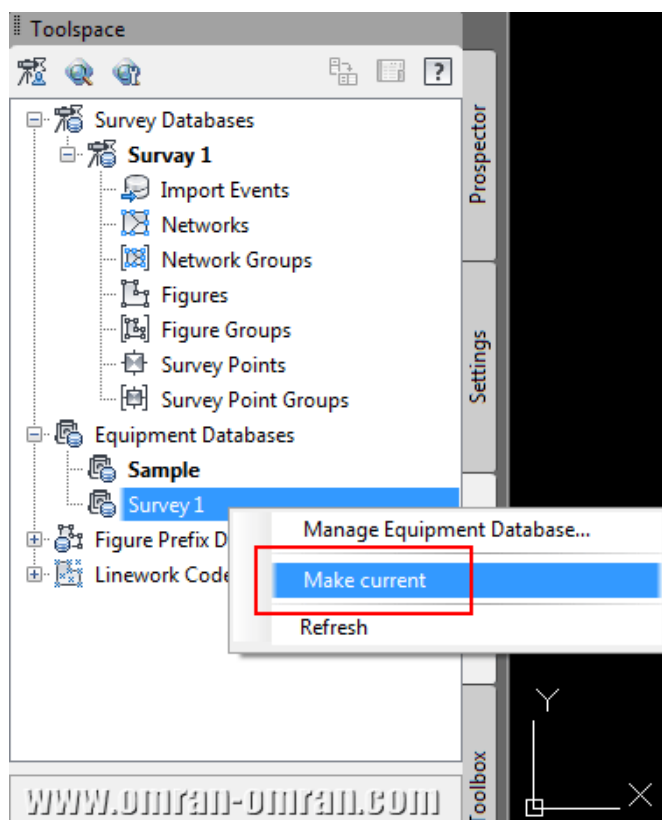 Toolspace
?
Survey Databases
Survay 1
Import Events
Networks
Network Groups
Figures
Figure Groups
Survey Points
Survey Point Groups
Equipment Databases
Sample
Survey 1
Figure Prefix D
Linework Code
Manage Equipment Database...
Make current
Refresh
Prospector
Settings
Toolbox
Y
X
www.omran-omran.com